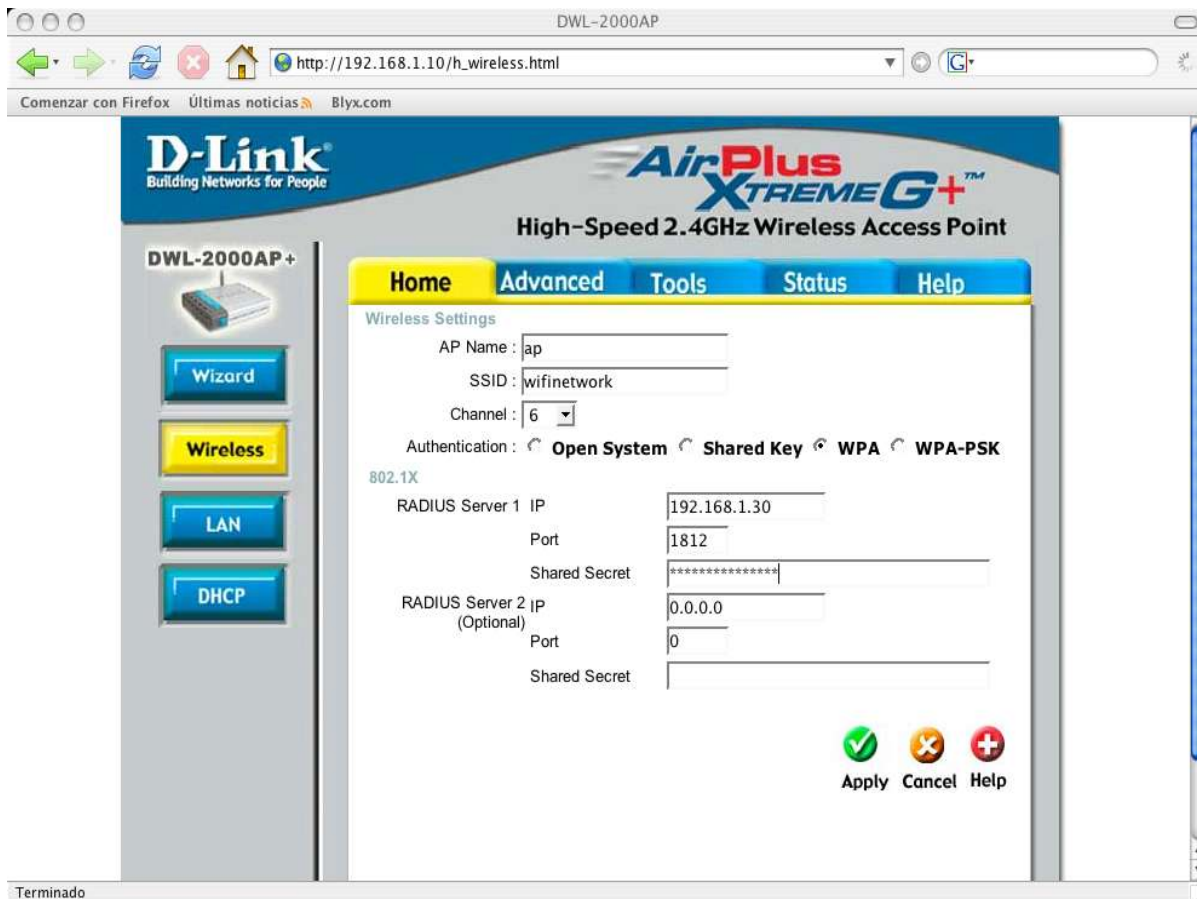 DWL-2000AP
http://192.168.1.10/h_wireless.html
G
Comenzar con Firefox Últimas noticias Blyx.com
D-Link
Building Networks for People
AirPlus
XTREME G+™
High-Speed 2.4GHz Wireless Access Point
DWL-2000AP+
Home Advanced Tools Status Help
Wizard
Wireless
LAN
DHCP
Wireless Settings
AP Name : ap
SSID : wifinetwork
Channel : 6
Authentication : Open System Shared Key WPA WPA-PSK
802.1X
RADIUS Server 1 IP 192.168.1.30
Port 1812
Shared Secret ***************
RADIUS Server 2 IP 0.0.0.0
(Optional)
Port 0
Shared Secret
Apply Cancel Help
Terminado